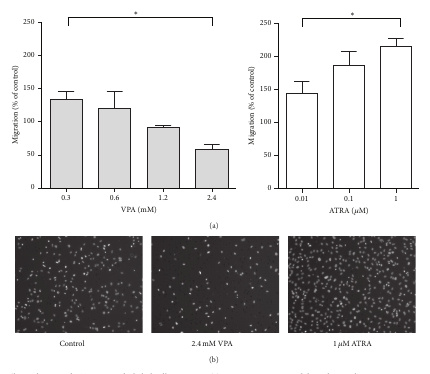 *
250
200
150
100
50
0
Migration (% of control)
0.3 0.6 1.2 2.4
VPA (mM)
*
250
200
150
100
50
0
Migration (% of control)
0.01 0.1 1
ATRA (μM)
(a)
Control
2.4 mM VPA
1 μM ATRA
(b)